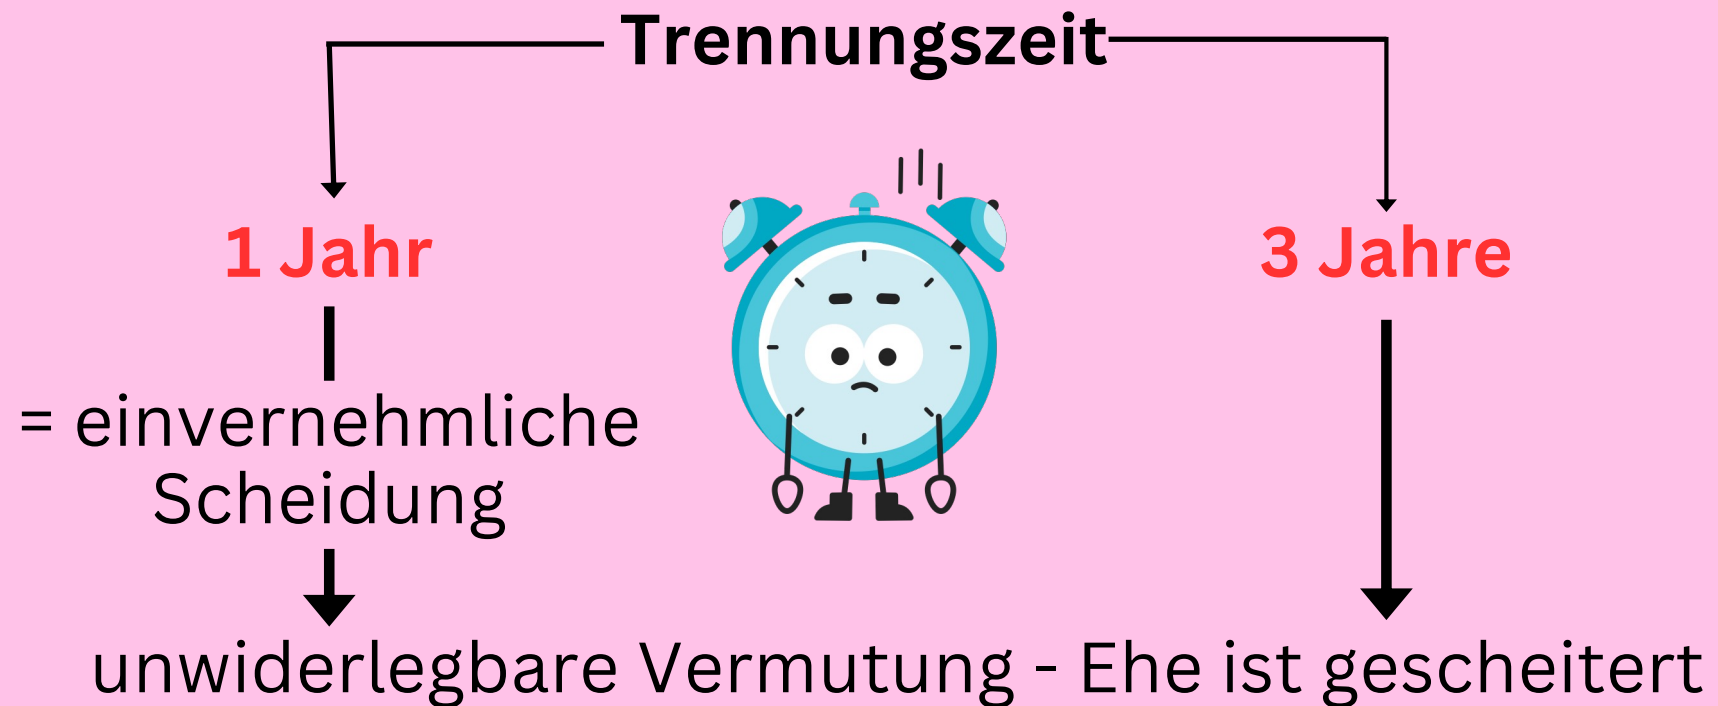 Trennungszeit
1 Jahr
3 Jahre
= einvernehmliche
Scheidung
unwiderlegbare Vermutung - Ehe ist gescheitert